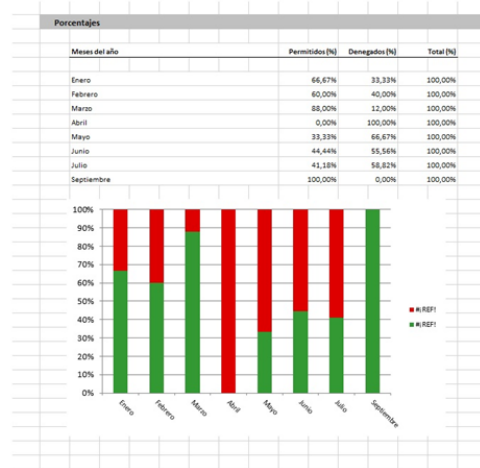 Porcentajes
Meses del año Permitidos (%) Denegados (%) Total (%)
Enero 66,67% 33,33% 100,00%
Febrero 60,00% 40,00% 100,00%
Marzo 88,00% 12,00% 100,00%
Abril 0,00% 100,00% 100,00%
Mayo 33,33% 66,67% 100,00%
Junio 44,44% 55,56% 100,00%
Julio 41,18% 58,82% 100,00%
Septiembre 100,00% 0,00% 100,00%
100%
90%
80%
70%
60%
50%
40%
30%
20%
10%
0%
#¡REF!
#¡REF!
Enero Febrero Marzo Abril Mayo Junio Julio Septiembre